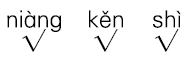 niàng kěn shì
√ √ √